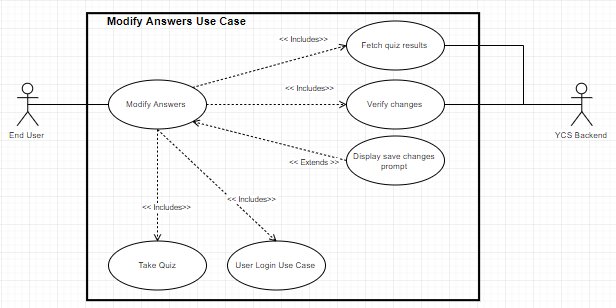 Modify Answers Use Case
<< Includes>>
Fetch quiz results
<< Includes>>
End User
Modify Answers
Verify changes
YCS Backend
<< Extends >>
Display save changes
prompt
<< Includes>>
<< Includes>>
Take Quiz
User Login Use Case